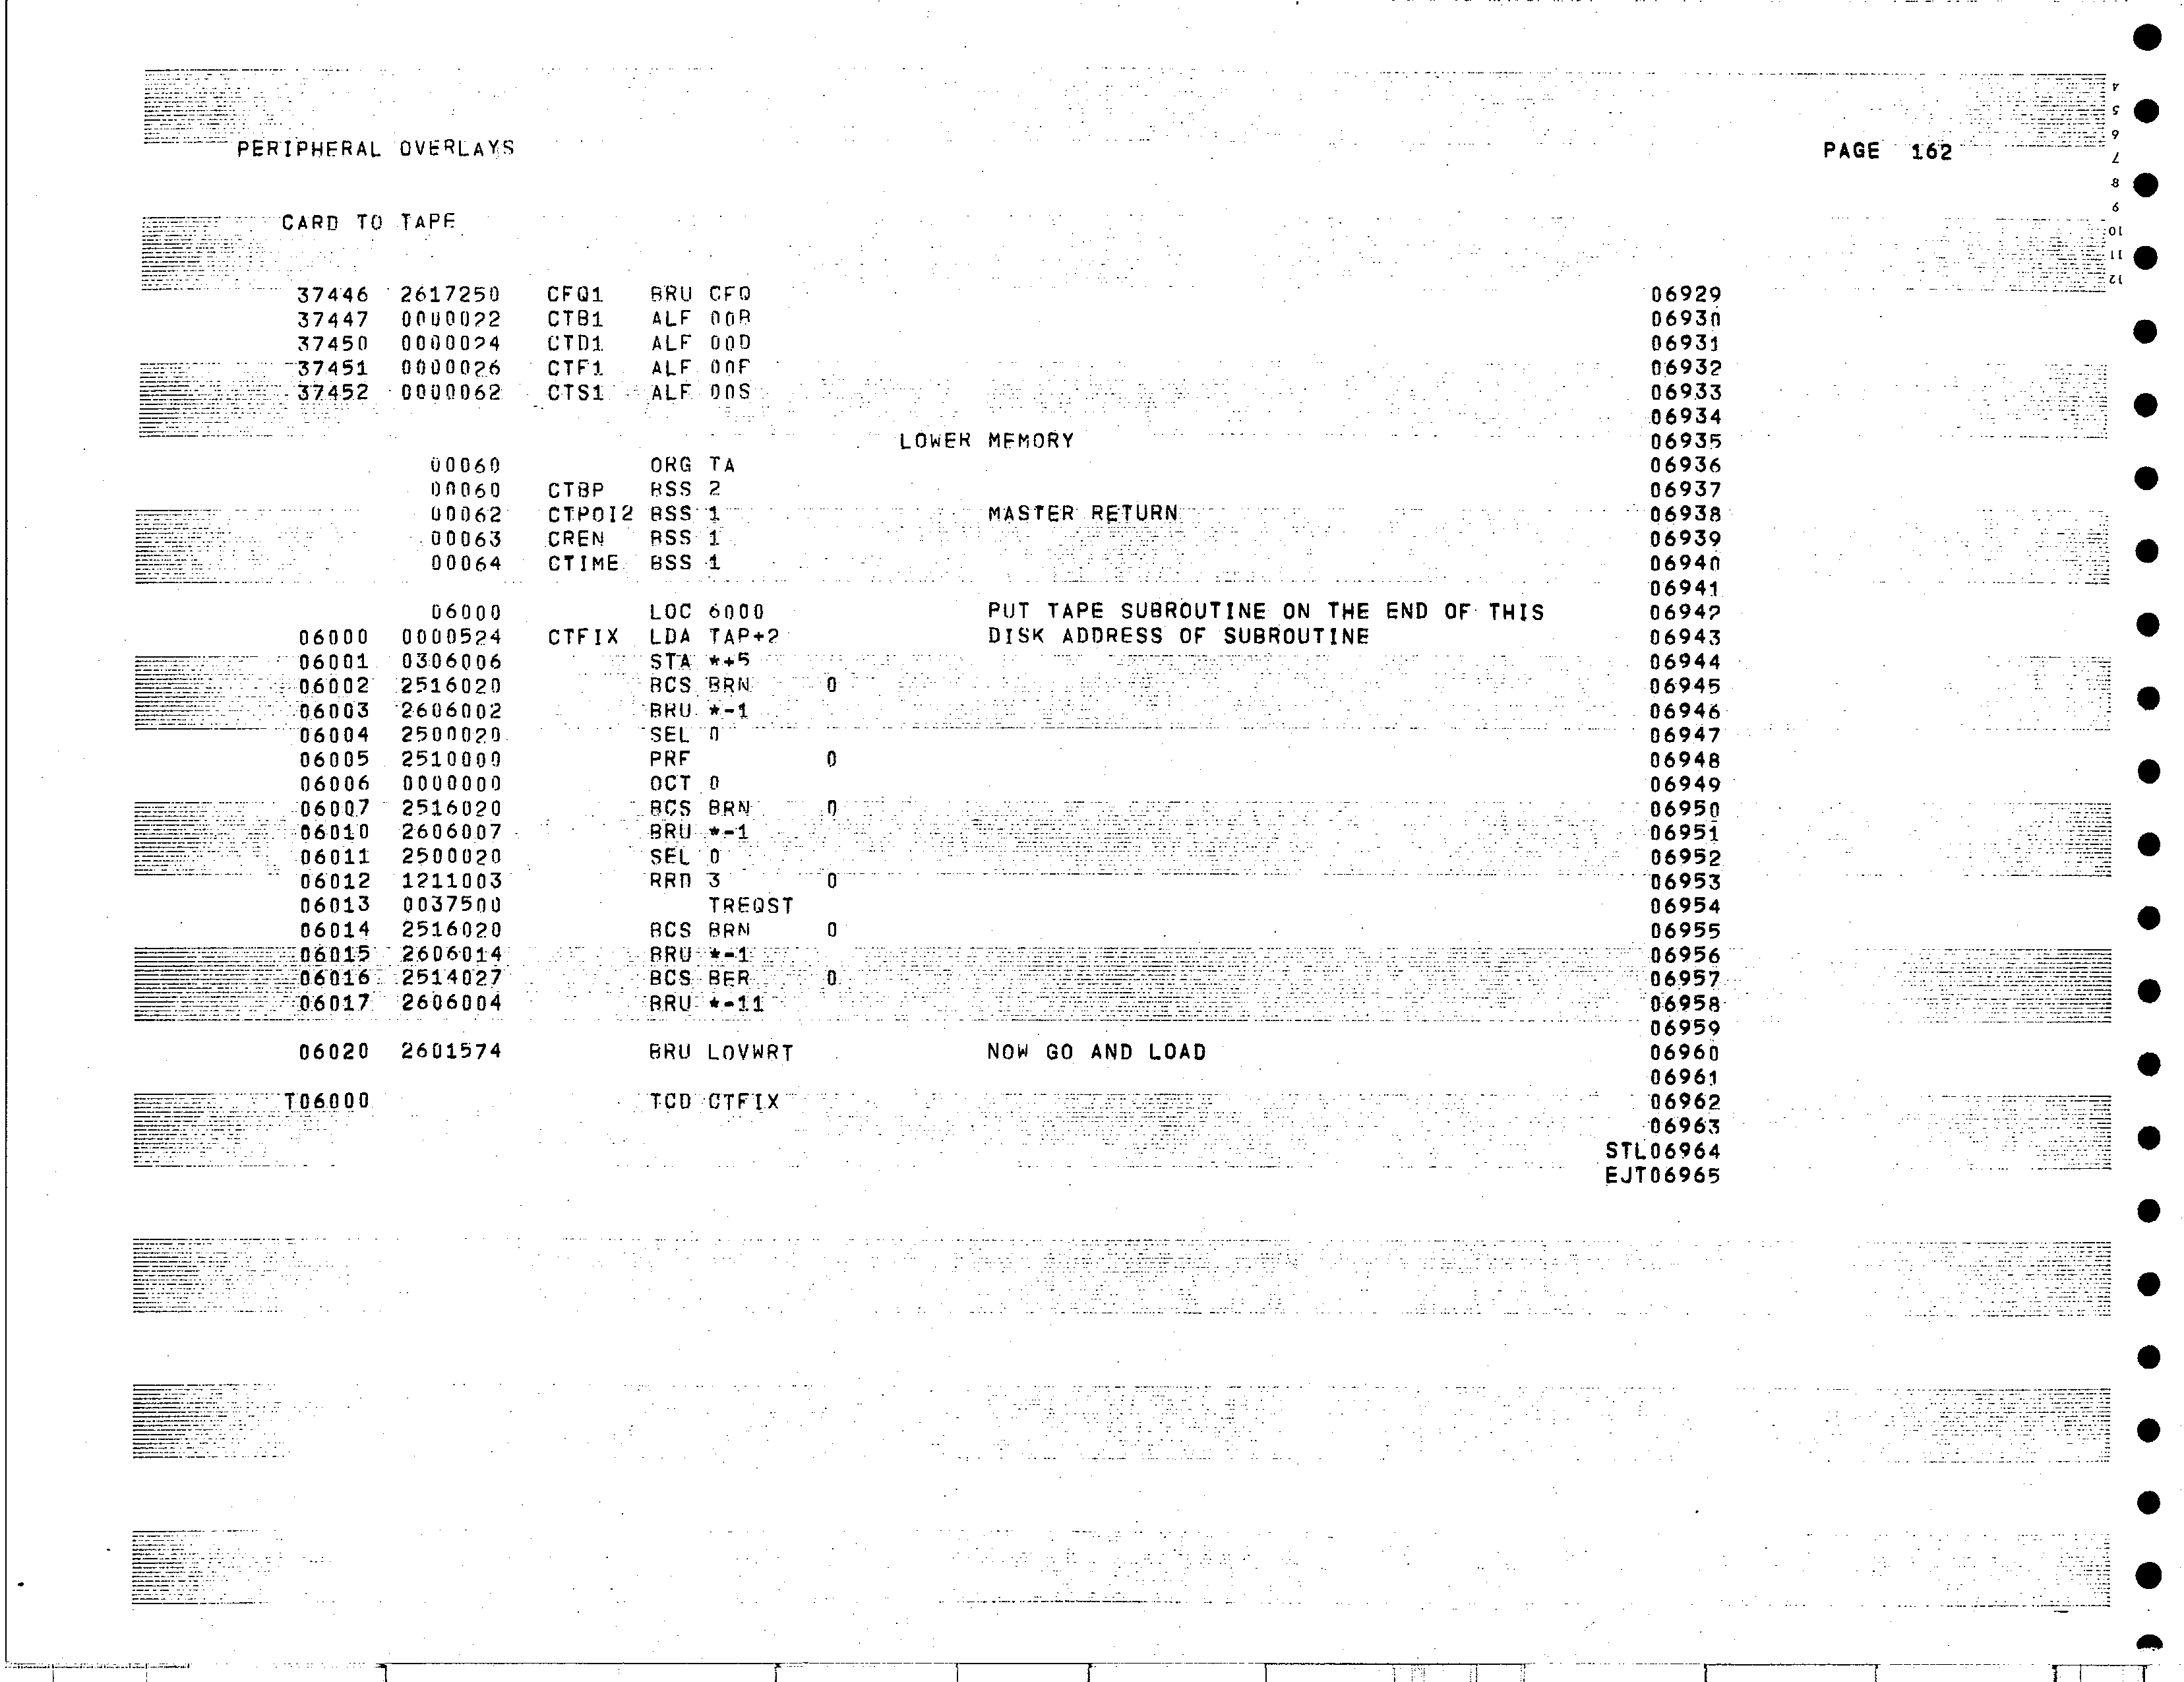 PERIPHERAL OVERLAYS PAGE 162
CARD TO TAPE
37446 2617250 CFQ1 BRU CFQ 06929
37447 0000022 CTB1 ALF 00B 06930
37450 0000024 CTD1 ALF 00D 06931
37451 0000026 CTF1 ALF 00F 06932
37452 0000062 CTS1 ALF 00S 06933
06934
LOWER MEMORY 06935
00060 ORG TA 06936
00060 CTBP BSS 2 06937
00062 CTPOI2 BSS 1 MASTER RETURN 06938
00063 CREN BSS 1 06939
00064 CTIME BSS 1 06940
06941
06000 LOC 6000 PUT TAPE SUBROUTINE ON THE END OF THIS 06942
06000 0000524 CTFIX LDA TAP+2 DISK ADDRESS OF SUBROUTINE 06943
06001 0306006 STA *+5 06944
06002 2516020 BCS BRN 0 06945
06003 2606002 BRU *-1 06946
06004 2500020 SEL 0 06947
06005 2510000 PRF 0 06948
06006 0000000 OCT 0 06949
06007 2516020 BCS BRN 0 06950
06010 2606007 BRU *-1 06951
06011 2500020 SEL 0 06952
06012 1211003 RRD 3 0 06953
06013 0037500 TREQST 06954
06014 2516020 BCS BRN 0 06955
06015 2606014 BRU *-1 06956
06016 2514027 BCS BER 0 06957
06017 2606004 BRU *-11 06958
06959
06020 2601574 BRU LOVWRT NOW GO AND LOAD 06960
06961
T06000 TCD CTFIX 06962
06963
STL06964
EJT06965
4
5
6
7
8
9
10
11
12